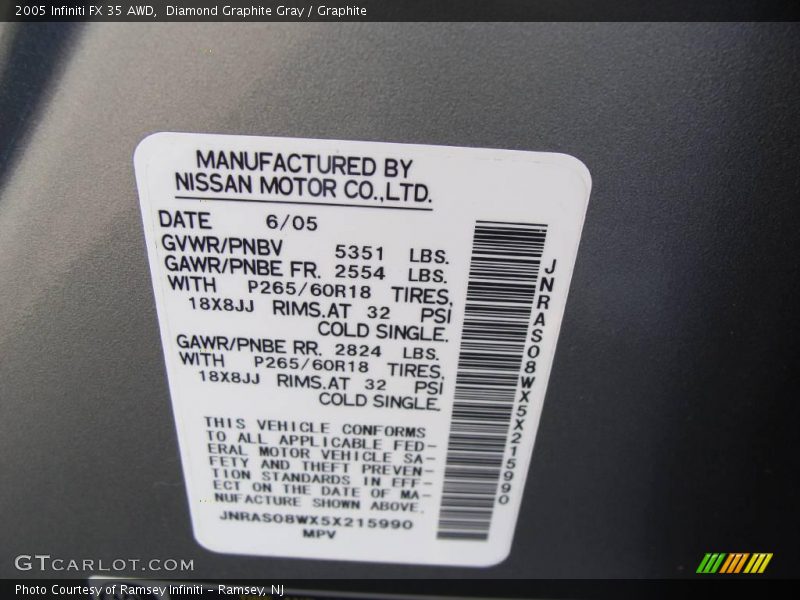 2005 Infiniti FX 35 AWD,  Diamond Graphite Gray / Graphite
MANUFACTURED BY
NISSAN MOTOR CO.,LTD.
DATE 6/05
GVWR/PNBV 5351 LBS.
GAWR/PNBE FR. 2554 LBS.
WITH P265/60R18 TIRES,
18X8JJ RIMS.AT 32 PSI
COLD SINGLE.
GAWR/PNBE RR. 2824 LBS.
WITH P265/60R18 TIRES,
18X8JJ RIMS.AT 32 PSI
COLD SINGLE.
THIS VEHICLE CONFORMS
TO ALL APPLICABLE FED-
ERAL MOTOR VEHICLE SA-
FETY AND THEFT PREVEN-
TION STANDARDS IN EFF-
ECT ON THE DATE OF MA-
NUFACTURE SHOWN ABOVE.
JNRAS08WX5X215990
MPV
JNRAS08WX5X215990
GTCARLOT.COM
Photo Courtesy of Ramsey Infiniti - Ramsey, NJ